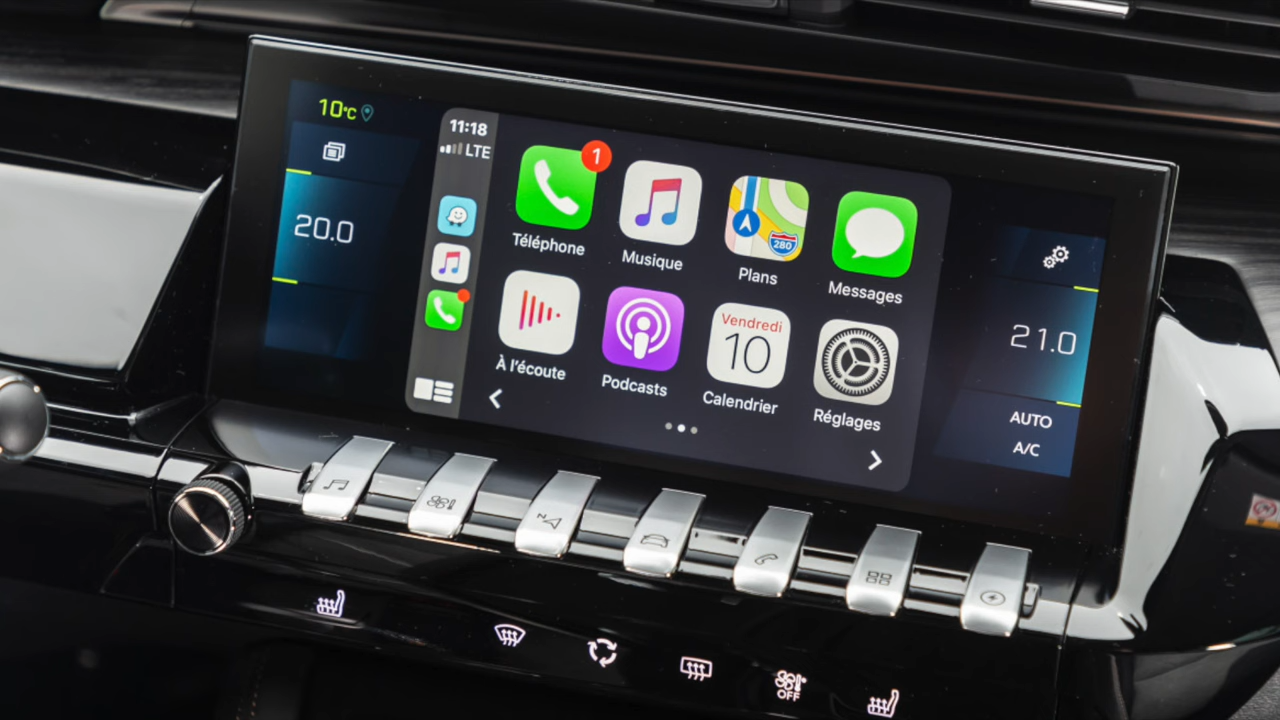 10°C
20.0
11:18
LTE
1
Téléphone
Musique
280
Plans
Messages
À l'écoute
Podcasts
Vendredi
10
Calendrier
Réglages
21.0
AUTO
A/C
N
OFF